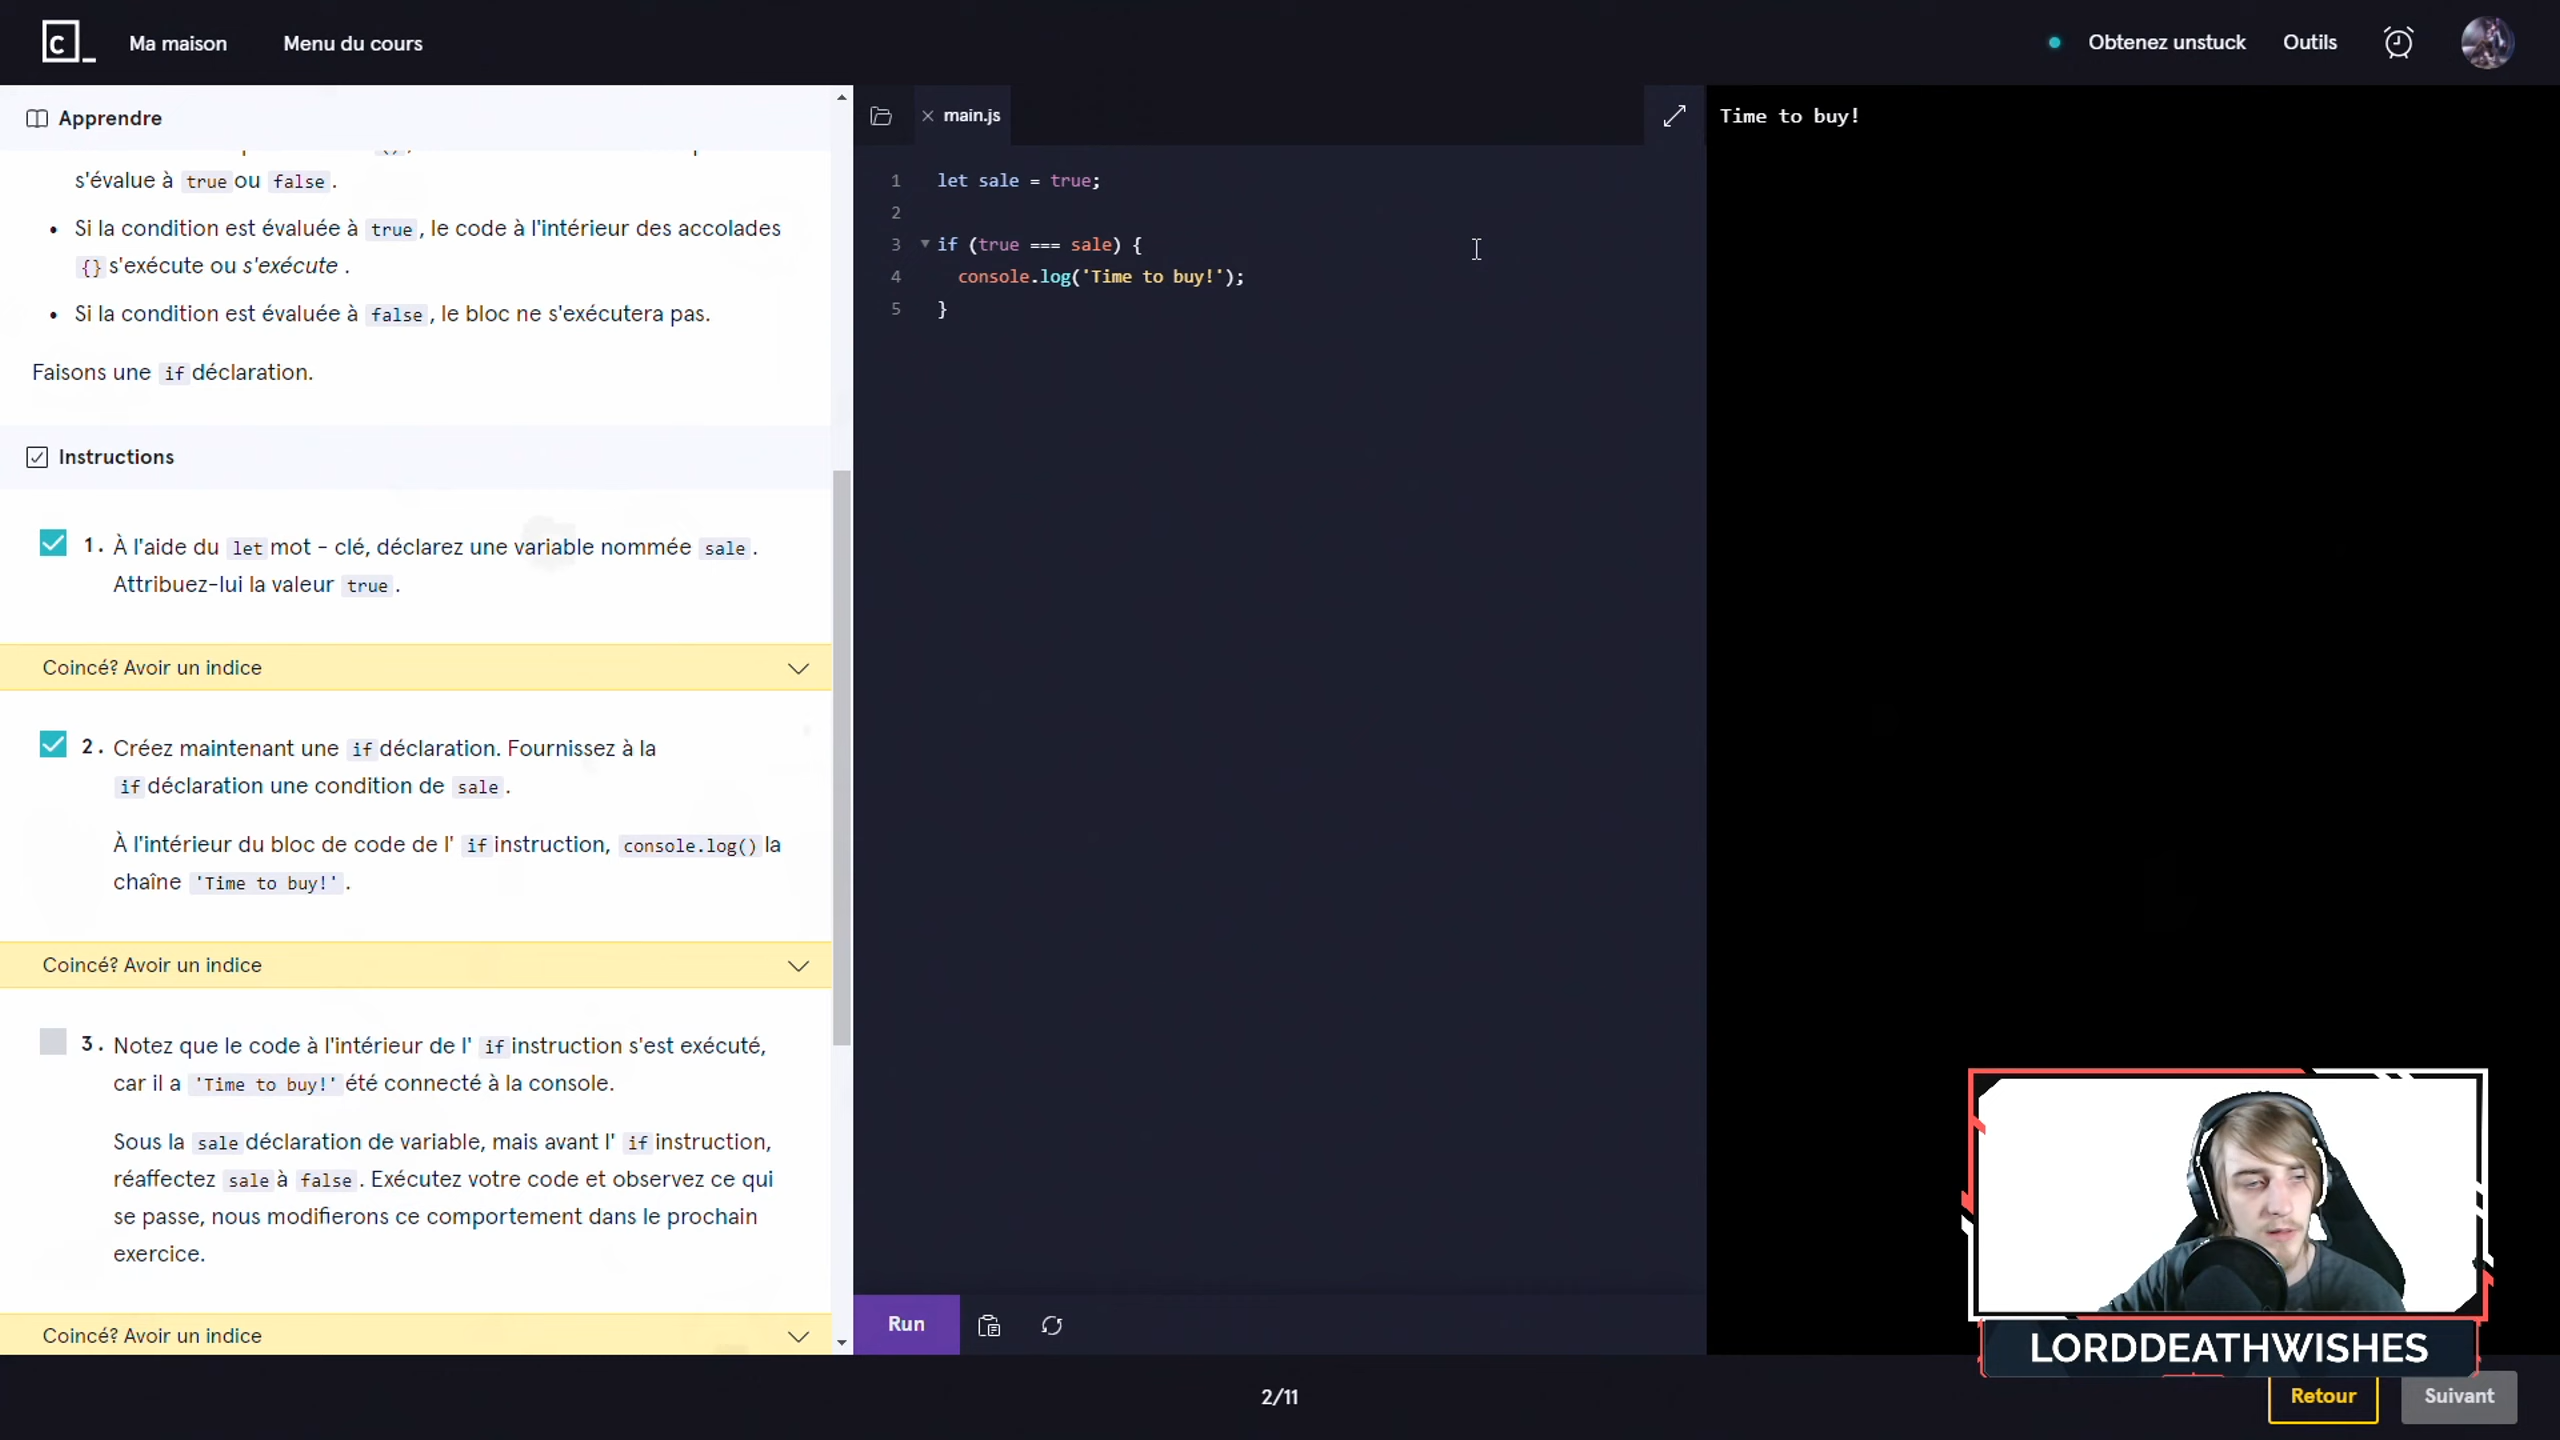 c_ Ma maison Menu du cours Obtenez unstuck Outils
Apprendre
s'évalue à true ou false .
• Si la condition est évaluée à true , le code à l'intérieur des accolades
{} s'exécute ou s'exécute .
• Si la condition est évaluée à false , le bloc ne s'exécutera pas.
Faisons une if déclaration.
Instructions
1. À l'aide du let mot - clé, déclarez une variable nommée sale .
Attribuez-lui la valeur true .
Coincé? Avoir un indice
2. Créez maintenant une if déclaration. Fournissez à la
if déclaration une condition de sale .
À l'intérieur du bloc de code de l' if instruction, console.log() la
chaîne 'Time to buy!' .
Coincé? Avoir un indice
3. Notez que le code à l'intérieur de l' if instruction s'est exécuté,
car il a 'Time to buy!' été connecté à la console.
Sous la sale déclaration de variable, mais avant l' if instruction,
réaffectez sale à false . Exécutez votre code et observez ce qui
se passe, nous modifierons ce comportement dans le prochain
exercice.
Coincé? Avoir un indice
main.js
1 let sale = true;
2
3 if (true === sale) {
4 console.log('Time to buy!');
5 }
Run
Time to buy!
LORDDEATHWISHES
2/11
Retour Suivant